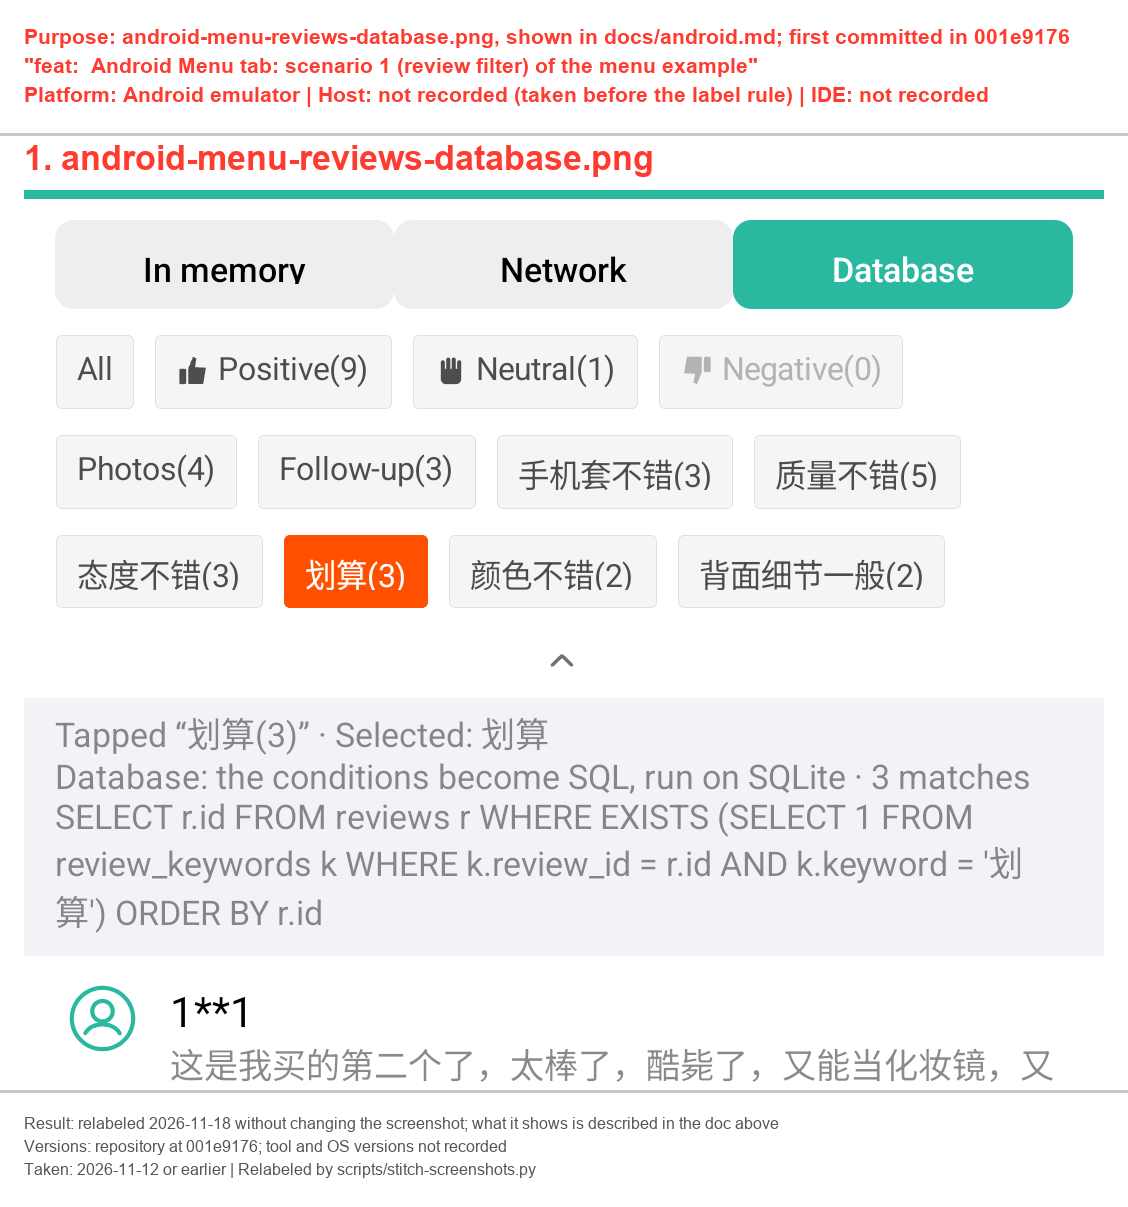 Purpose: android-menu-reviews-database.png, shown in docs/android.md; first committed in 001e9176
"feat:  Android Menu tab: scenario 1 (review filter) of the menu example"
Platform: Android emulator | Host: not recorded (taken before the label rule) | IDE: not recorded
1. android-menu-reviews-database.png
In memory Network Database
All Positive(9) Neutral(1) Negative(0)
Photos(4) Follow-up(3) 手机套不错(3) 质量不错(5)
态度不错(3) 划算(3) 颜色不错(2) 背面细节一般(2)
Tapped “划算(3)” · Selected: 划算
Database: the conditions become SQL, run on SQLite · 3 matches
SELECT r.id FROM reviews r WHERE EXISTS (SELECT 1 FROM
review_keywords k WHERE k.review_id = r.id AND k.keyword = '划
算') ORDER BY r.id
1**1
这是我买的第二个了，太棒了，酷毙了，又能当化妆镜，又
Result: relabeled 2026-11-18 without changing the screenshot; what it shows is described in the doc above
Versions: repository at 001e9176; tool and OS versions not recorded
Taken: 2026-11-12 or earlier | Relabeled by scripts/stitch-screenshots.py